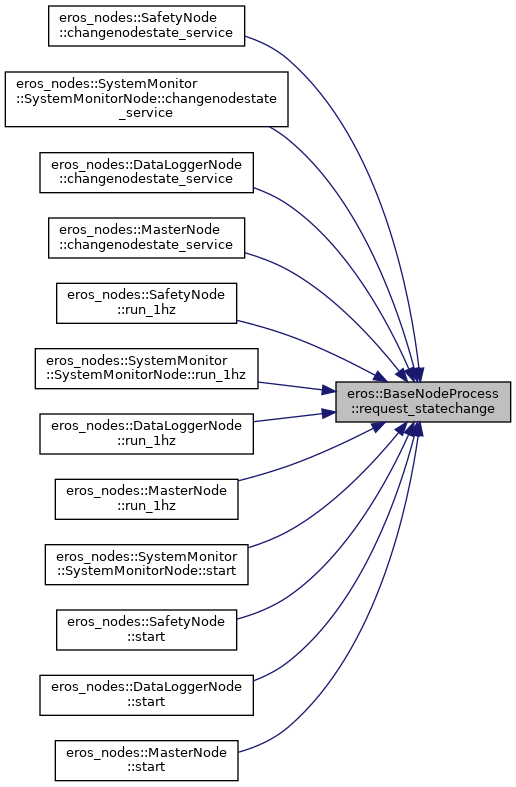 eros_nodes::SafetyNode
::changenodestate_service
eros_nodes::SystemMonitor
::SystemMonitorNode::changenodestate
_service
eros_nodes::DataLoggerNode
::changenodestate_service
eros_nodes::MasterNode
::changenodestate_service
eros_nodes::SafetyNode
::run_1hz
eros_nodes::SystemMonitor
::SystemMonitorNode::run_1hz
eros::BaseNodeProcess
::request_statechange
eros_nodes::DataLoggerNode
::run_1hz
eros_nodes::MasterNode
::run_1hz
eros_nodes::SystemMonitor
::SystemMonitorNode::start
eros_nodes::SafetyNode
::start
eros_nodes::DataLoggerNode
::start
eros_nodes::MasterNode
::start